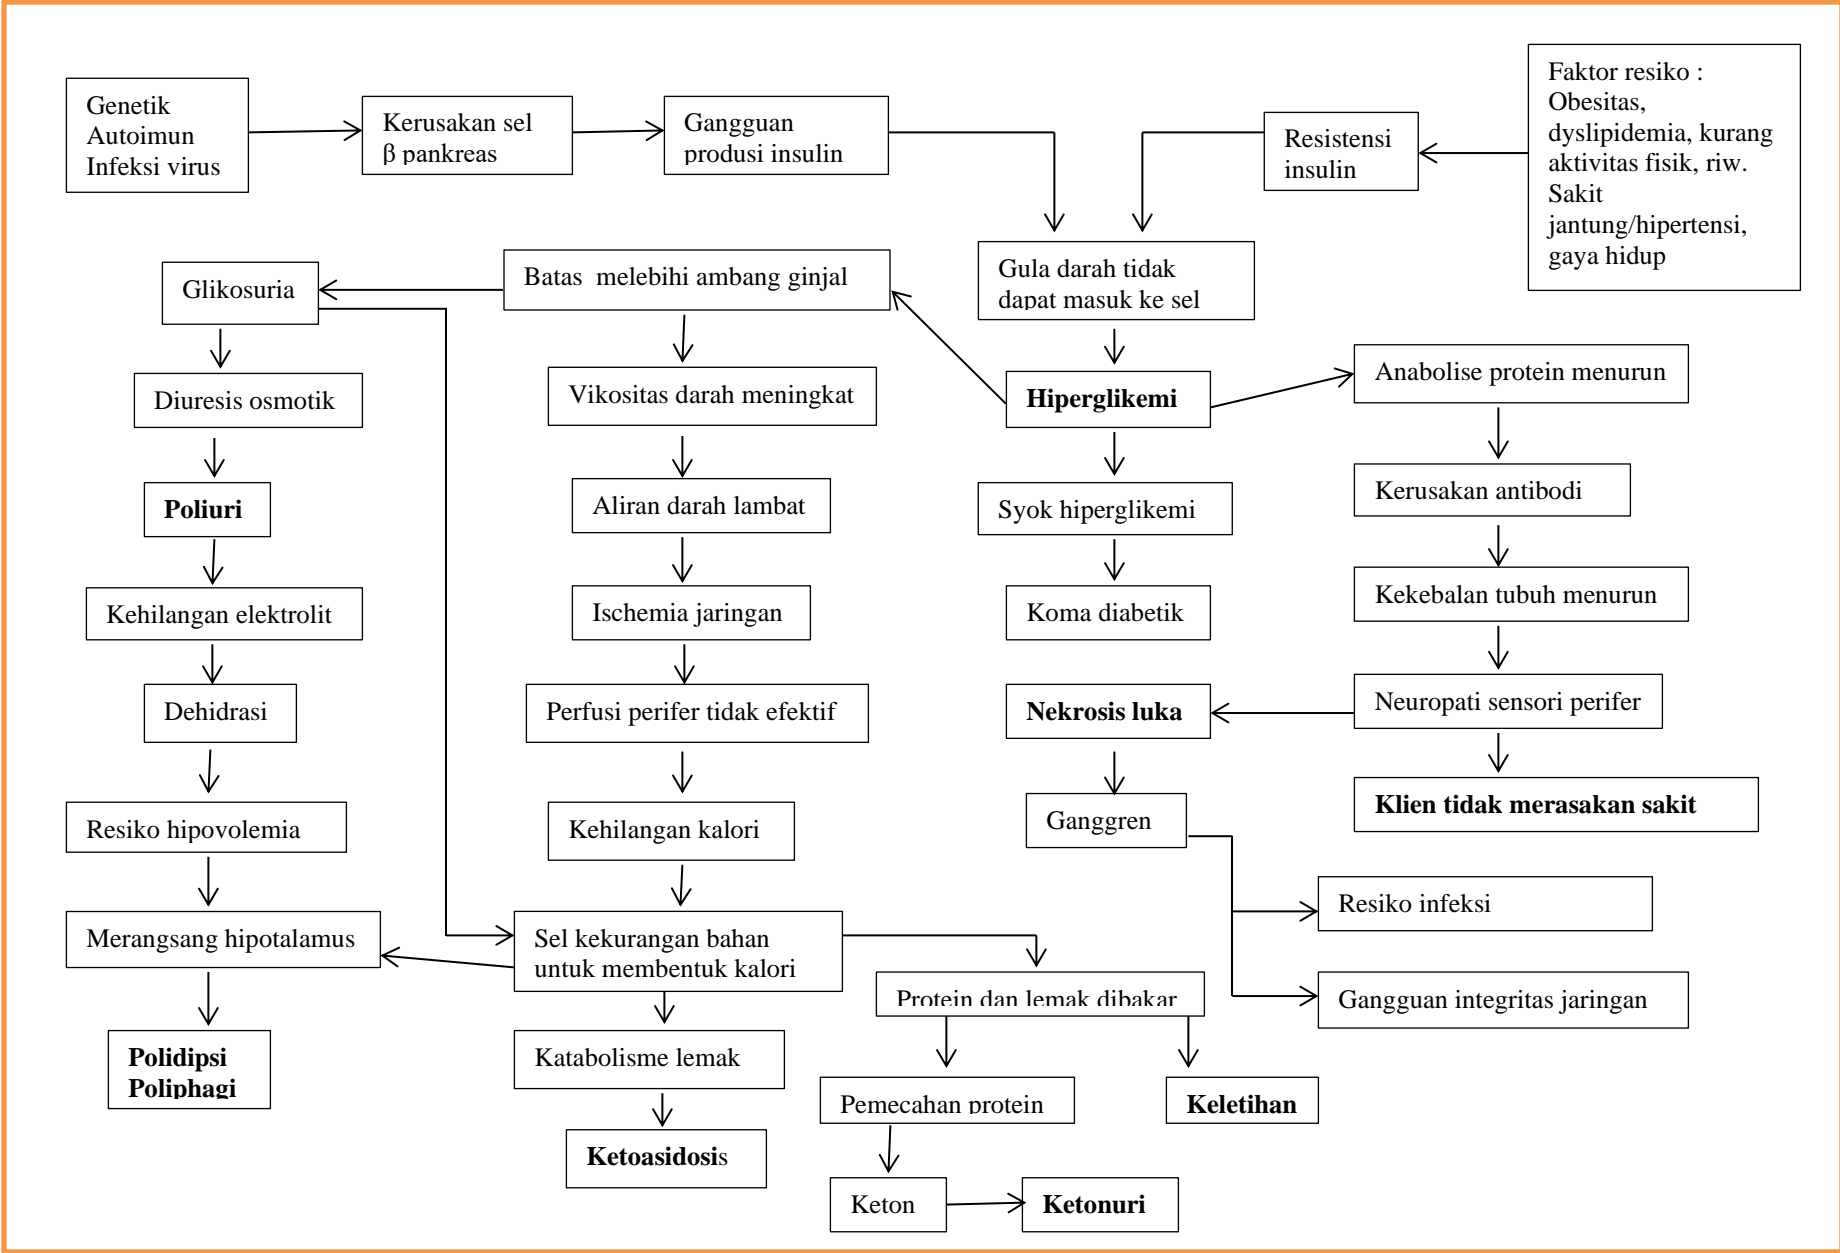 Genetik
Autoimun
Infeksi virus
Kerusakan sel
β pankreas
Gangguan
produsi insulin
Resistensi
insulin
Faktor resiko :
Obesitas,
dyslipidemia, kurang
aktivitas fisik, riw.
Sakit
jantung/hipertensi,
gaya hidup
Glikosuria
Batas  melebihi ambang ginjal
Gula darah tidak
dapat masuk ke sel
Diuresis osmotik
Vikositas darah meningkat
Hiperglikemi
Anabolise protein menurun
Poliuri
Aliran darah lambat
Syok hiperglikemi
Kerusakan antibodi
Kehilangan elektrolit
Ischemia jaringan
Koma diabetik
Kekebalan tubuh menurun
Dehidrasi
Perfusi perifer tidak efektif
Nekrosis luka
Neuropati sensori perifer
Resiko hipovolemia
Kehilangan kalori
Ganggren
Klien tidak merasakan sakit
Resiko infeksi
Merangsang hipotalamus
Sel kekurangan bahan
untuk membentuk kalori
Protein dan lemak dibakar
Gangguan integritas jaringan
Polidipsi
Poliphagi
Katabolisme lemak
Pemecahan protein
Keletihan
Ketoasidosis
Keton
Ketonuri